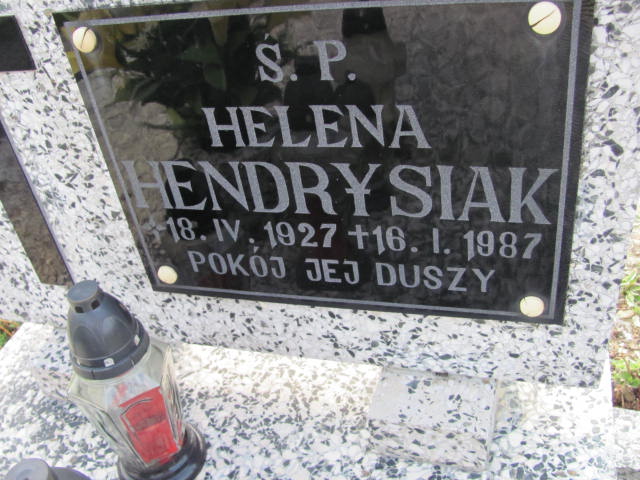 Ś. P.
HELENA
HENDRYSIAK
*18. IV. 1927 +16. I. 1987
POKÓJ JEJ DUSZY